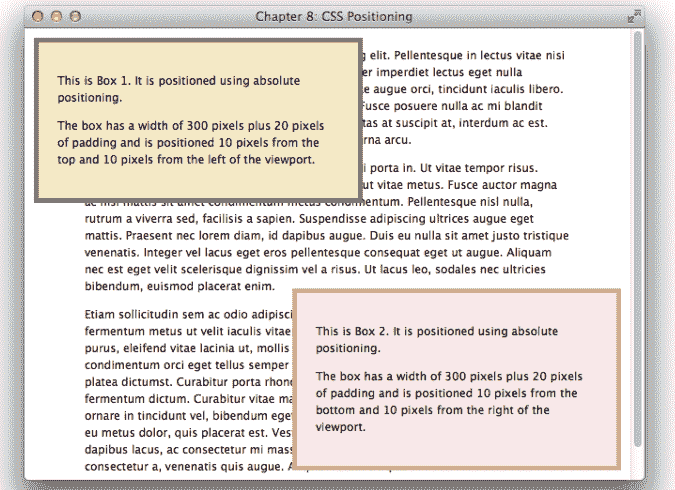 Chapter 8: CSS Positioning
This is Box 1. It is positioned using absolute
positioning.
The box has a width of 300 pixels plus 20 pixels
of padding and is positioned 10 pixels from the
top and 10 pixels from the left of the viewport.
elit. Pellentesque in lectus vitae nisi
imperdiet lectus eget nulla
augue orci, tincidunt iaculis libero.
Fusce posuere nulla ac mi blandit
at suscipit at, interdum ac est.
arcu.
porta in. Ut vitae tempor risus.
ut vitae metus. Fusce auctor magna
ac nisl mattis sit amet condimentum metus condimentum. Pellentesque nisl nulla,
rutrum a viverra sed, facilisis a sapien. Suspendisse adipiscing ultrices augue eget
mattis. Praesent nec lorem diam, id dapibus augue. Duis eu nulla sit amet justo tristique
venenatis. Integer vel lacus eget eros pellentesque consequat eget ut augue. Aliquam
nec est eget velit scelerisque dignissim vel a risus. Ut lacus leo, sodales nec ultricies
bibendum, euismod placerat enim.
Etiam sollicitudin sem ac odio
fermentum metus ut velit iaculis vitae
purus, eleifend vitae lacinia ut, mollis
condimentum orci eget tellus semper
platea dictumst. Curabitur porta
fermentum dictum. Curabitur vitae
ornare in tincidunt vel, bibendum
eu metus dolor, quis placerat est.
dapibus lacus, ac consectetur mi
consectetur a, venenatis quis augue.
This is Box 2. It is positioned using absolute
positioning.
The box has a width of 300 pixels plus 20 pixels
of padding and is positioned 10 pixels from the
bottom and 10 pixels from the right of the
viewport.